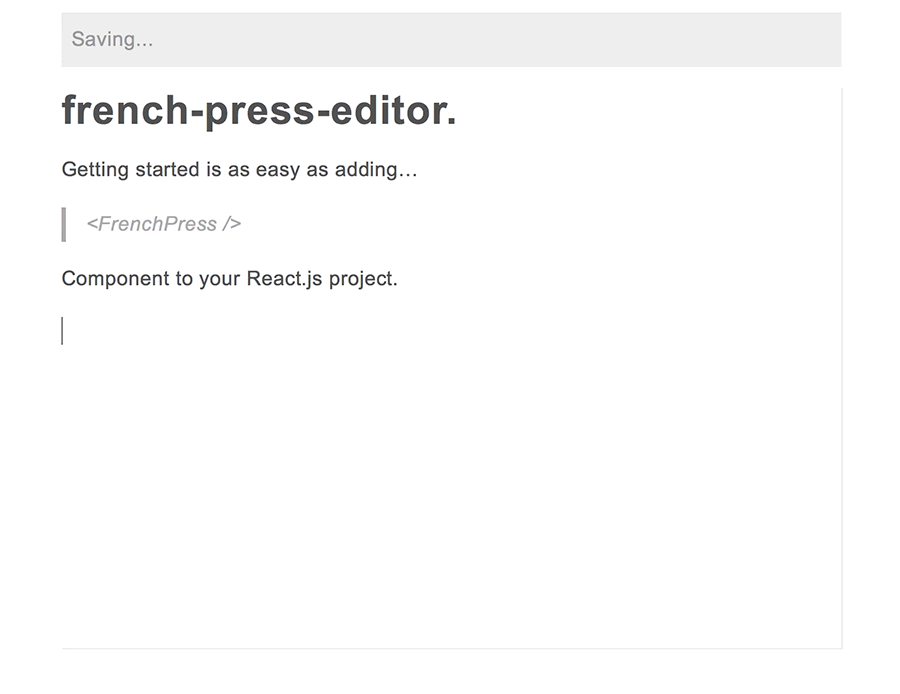 Saving...
french-press-editor.
Getting started is as easy as adding…
<FrenchPress />
Component to your React.js project.